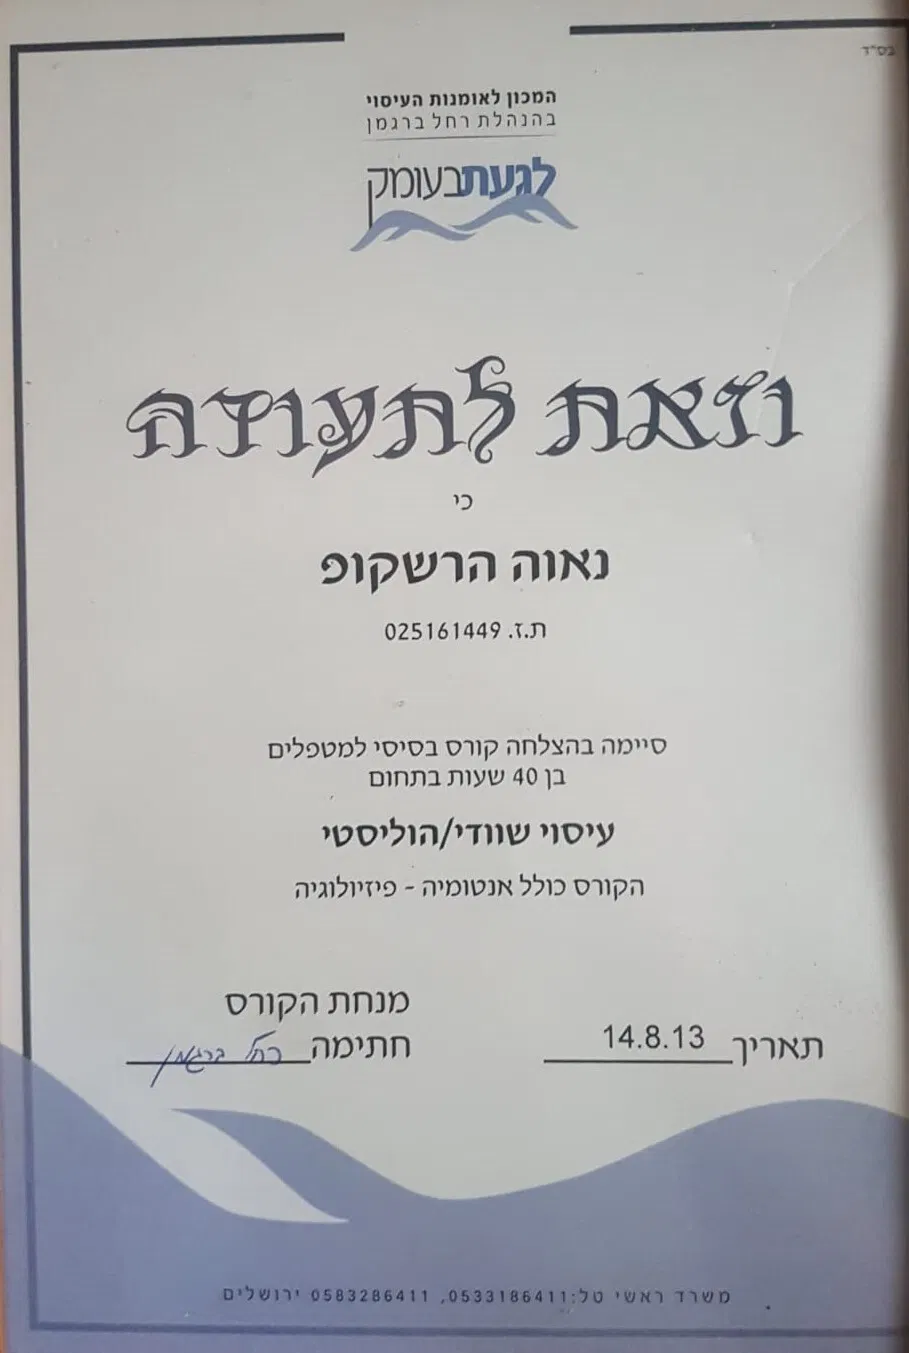 בס"ד
המכון לאומנות העיסוי
בהנהלת רחל ברגמן
לגעת בעומק
וזאת לתעודה
כי
נאוה הרשקופ
ת.ז. 025161449
סיימה בהצלחה קורס בסיסי למטפלים
בן 40 שעות בתחום
עיסוי שוודי/הוליסטי
הקורס כולל אנטומיה - פיזיולוגיה
תאריך 14.8.13
מנחת הקורס
חתימה רחל ברגמן
משרד ראשי טל:0533186411, 0583286411 ירושלים